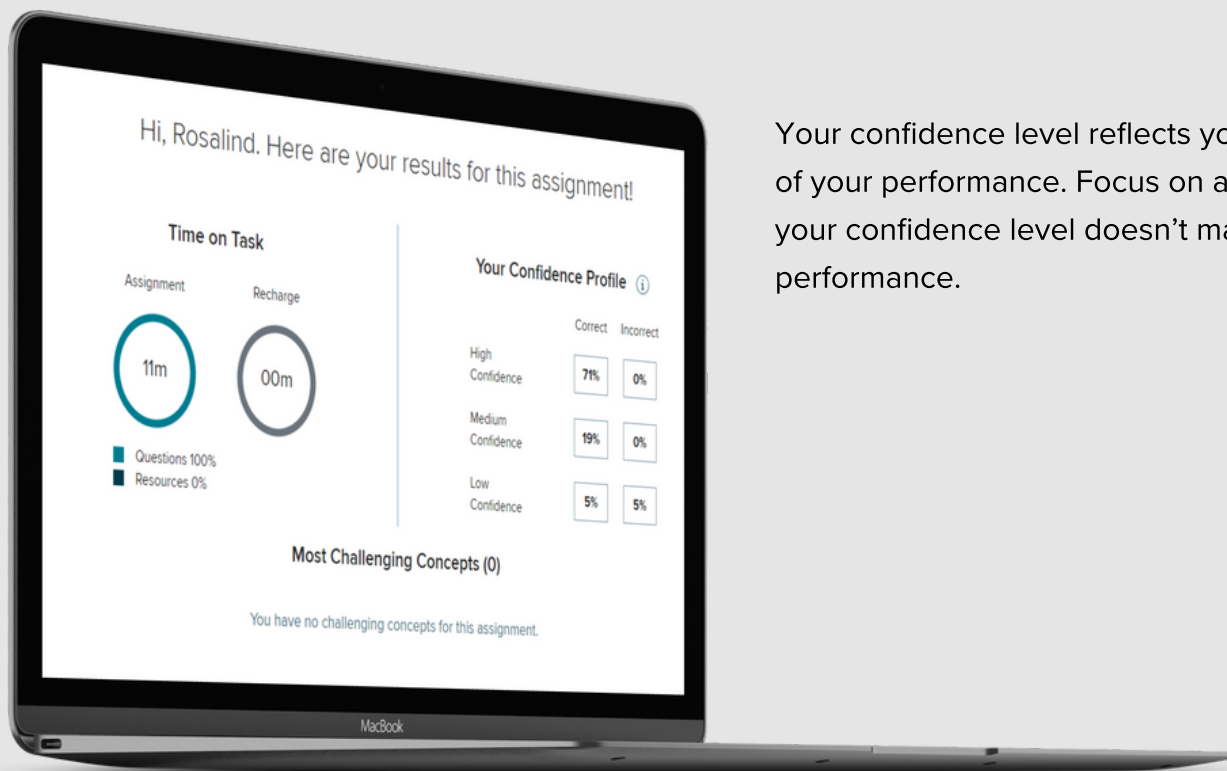 Hi, Rosalind. Here are your results for this assignment!
Time on Task
Assignment
Recharge
11m
00m
Questions 100%
Resources 0%
Your Confidence Profile
Correct Incorrect
High
Confidence
71% 0%
Medium
Confidence
19% 0%
Low
Confidence
5% 5%
Most Challenging Concepts (0)
You have no challenging concepts for this assignment.
MacBook
Your confidence level reflects
of your performance. Focus on
your confidence level doesn’t
performance.